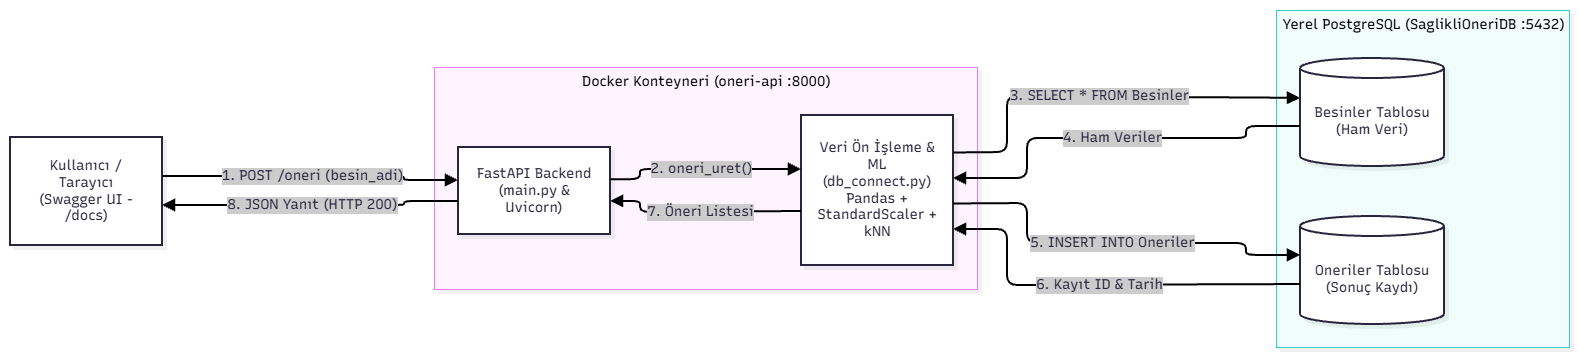 Yerel PostgreSQL (SaglikliOneriDB :5432)
Docker Konteyneri (oneri-api :8000)
Kullanıcı /
Tarayıcı
(Swagger UI -
/docs)
1. POST /oneri (besin_adi)
8. JSON Yanıt (HTTP 200)
FastAPI Backend
(main.py &
Uvicorn)
2. oneri_uret()
7. Öneri Listesi
Veri Ön İşleme &
ML
(db_connect.py)
Pandas +
StandardScaler +
kNN
3. SELECT * FROM Besinler
4. Ham Veriler
5. INSERT INTO Oneriler
6. Kayıt ID & Tarih
Besinler Tablosu
(Ham Veri)
Oneriler Tablosu
(Sonuç Kaydı)